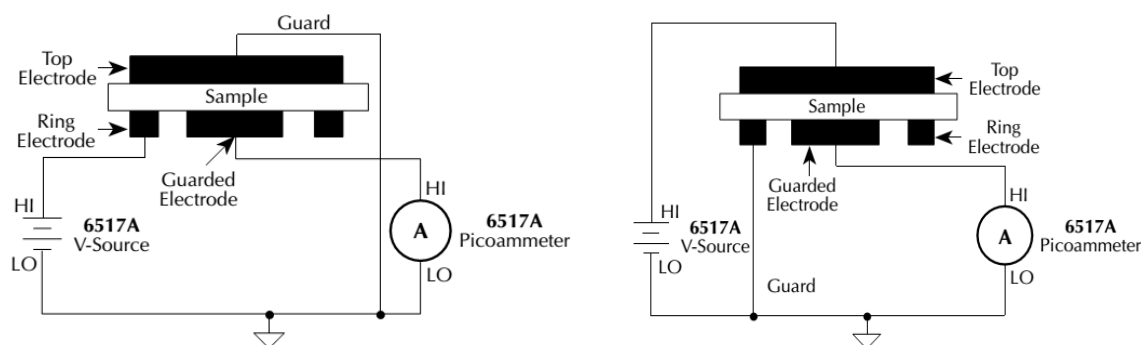 Guard
Top
Electrode
Sample
Ring
Electrode
Guarded
Electrode
HI
6517A
V-Source
LO
HI
A
6517A
Picoammeter
LO
Top
Electrode
Sample
Ring
Electrode
Guarded
Electrode
HI
6517A
V-Source
LO
Guard
HI
A
6517A
Picoammeter
LO